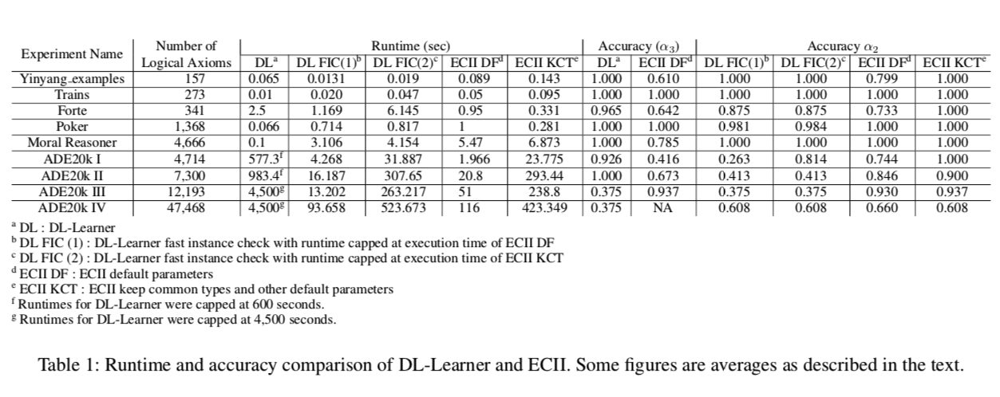 Experiment Name | Number of Logical Axioms | Runtime (sec) | Accuracy (α₃) | Accuracy α₂
DLᵃ | DL FIC(1)ᵇ | DL FIC(2)ᶜ | ECII DFᵈ | ECII KCTᵉ | DLᵃ | ECII DFᵈ | DL FIC(1)ᵇ | DL FIC(2)ᶜ | ECII DFᵈ | ECII KCTᵉ
Yinyang_examples | 157 | 0.065 | 0.0131 | 0.019 | 0.089 | 0.143 | 1.000 | 0.610 | 1.000 | 1.000 | 0.799 | 1.000
Trains | 273 | 0.01 | 0.020 | 0.047 | 0.05 | 0.095 | 1.000 | 1.000 | 1.000 | 1.000 | 1.000 | 1.000
Forte | 341 | 2.5 | 1.169 | 6.145 | 0.95 | 0.331 | 0.965 | 0.642 | 0.875 | 0.875 | 0.733 | 1.000
Poker | 1,368 | 0.066 | 0.714 | 0.817 | 1 | 0.281 | 1.000 | 1.000 | 0.981 | 0.984 | 1.000 | 1.000
Moral Reasoner | 4,666 | 0.1 | 3.106 | 4.154 | 5.47 | 6.873 | 1.000 | 0.785 | 1.000 | 1.000 | 1.000 | 1.000
ADE20k I | 4,714 | 577.3ᶠ | 4.268 | 31.887 | 1.966 | 23.775 | 0.926 | 0.416 | 0.263 | 0.814 | 0.744 | 1.000
ADE20k II | 7,300 | 983.4ᶠ | 16.187 | 307.65 | 20.8 | 293.44 | 1.000 | 0.673 | 0.413 | 0.413 | 0.846 | 0.900
ADE20k III | 12,193 | 4,500ᵍ | 13.202 | 263.217 | 51 | 238.8 | 0.375 | 0.937 | 0.375 | 0.375 | 0.930 | 0.937
ADE20k IV | 47,468 | 4,500ᵍ | 93.658 | 523.673 | 116 | 423.349 | 0.375 | NA | 0.608 | 0.608 | 0.660 | 0.608
ᵃ DL : DL-Learner
ᵇ DL FIC (1) : DL-Learner fast instance check with runtime capped at execution time of ECII DF
ᶜ DL FIC (2) : DL-Learner fast instance check with runtime capped at execution time of ECII KCT
ᵈ ECII DF : ECII default parameters
ᵉ ECII KCT : ECII keep common types and other default parameters
ᶠ Runtimes for DL-Learner were capped at 600 seconds.
ᵍ Runtimes for DL-Learner were capped at 4,500 seconds.
Table 1: Runtime and accuracy comparison of DL-Learner and ECII. Some figures are averages as described in the text.